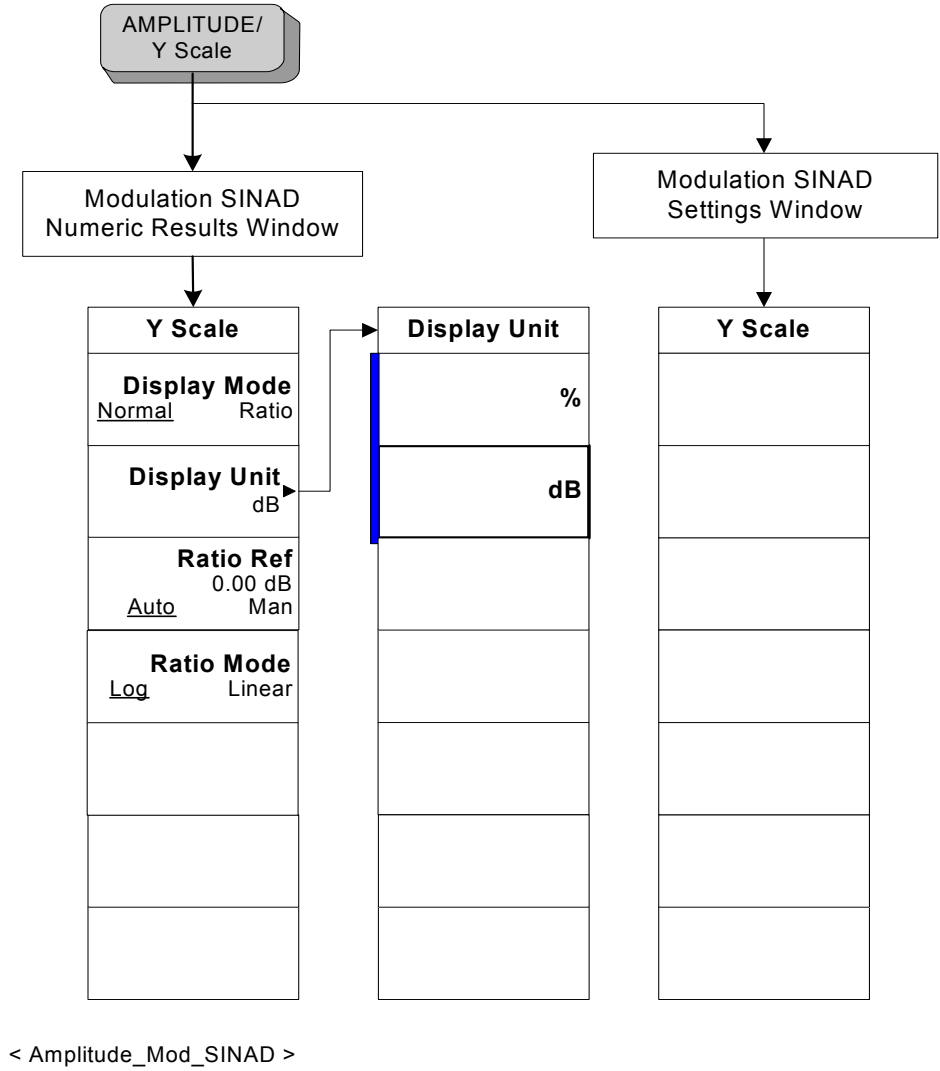 AMPLITUDE/
Y Scale
Modulation SINAD
Numeric Results Window
Modulation SINAD
Settings Window
Y Scale
Display Mode
Normal Ratio
Display Unit
dB
Ratio Ref
0.00 dB
Auto Man
Ratio Mode
Log Linear
Display Unit
%
dB
Y Scale
< Amplitude_Mod_SINAD >